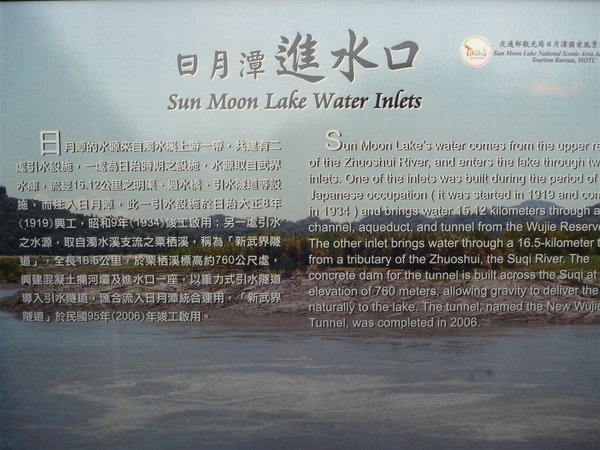 日月潭進水口
Sun Moon Lake Water Inlets
交通部觀光局日月潭國家風景
Sun Moon Lake National Scenic Area
Tourism Bureau, MOTC
日月潭的水源來自濁水溪上游一帶，共建有二
處引水設施，一處為日治時期之設施，水源取自武界
水庫，流經15.12公里之明渠、過水橋、引水隧道等設
施，而注入日月潭，此一引水設施於日治大正8年
(1919)興工，昭和9年(1934)竣工啟用；另一處引水
之水源，取自濁水溪支流之栗栖溪，稱為「新武界隧
道」，全長16.5公里，於栗栖溪標高約760公尺處，
興建混凝土攔河堰及進水口一座，以重力式引水隧道
導入引水隧道，匯合流入日月潭統合運用，「新武界
隧道」於民國95年(2006)年竣工啟用。
Sun Moon Lake's water comes from the upper
of the Zhuoshui River, and enters the lake through
inlets. One of the inlets was built during the period of
Japanese occupation ( it was started in 1919 and
in 1934 ) and brings water 15.12 kilometers through a
channel, aqueduct, and tunnel from the Wujie
The other inlet brings water through a 16.5-kilometer
from a tributary of the Zhuoshui, the Suqi River. The
concrete dam for the tunnel is built across the Suqi at
elevation of 760 meters, allowing gravity to deliver the
naturally to the lake. The tunnel, named the New
Tunnel, was completed in 2006.